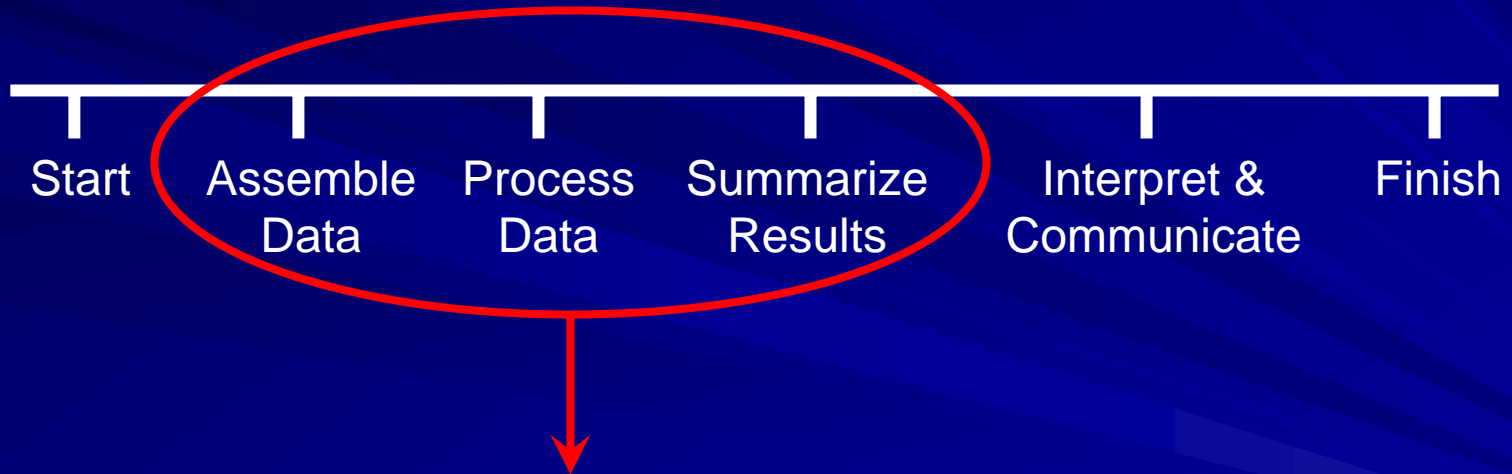 Start
Assemble
Data
Process
Data
Summarize
Results
Interpret &
Communicate
Finish